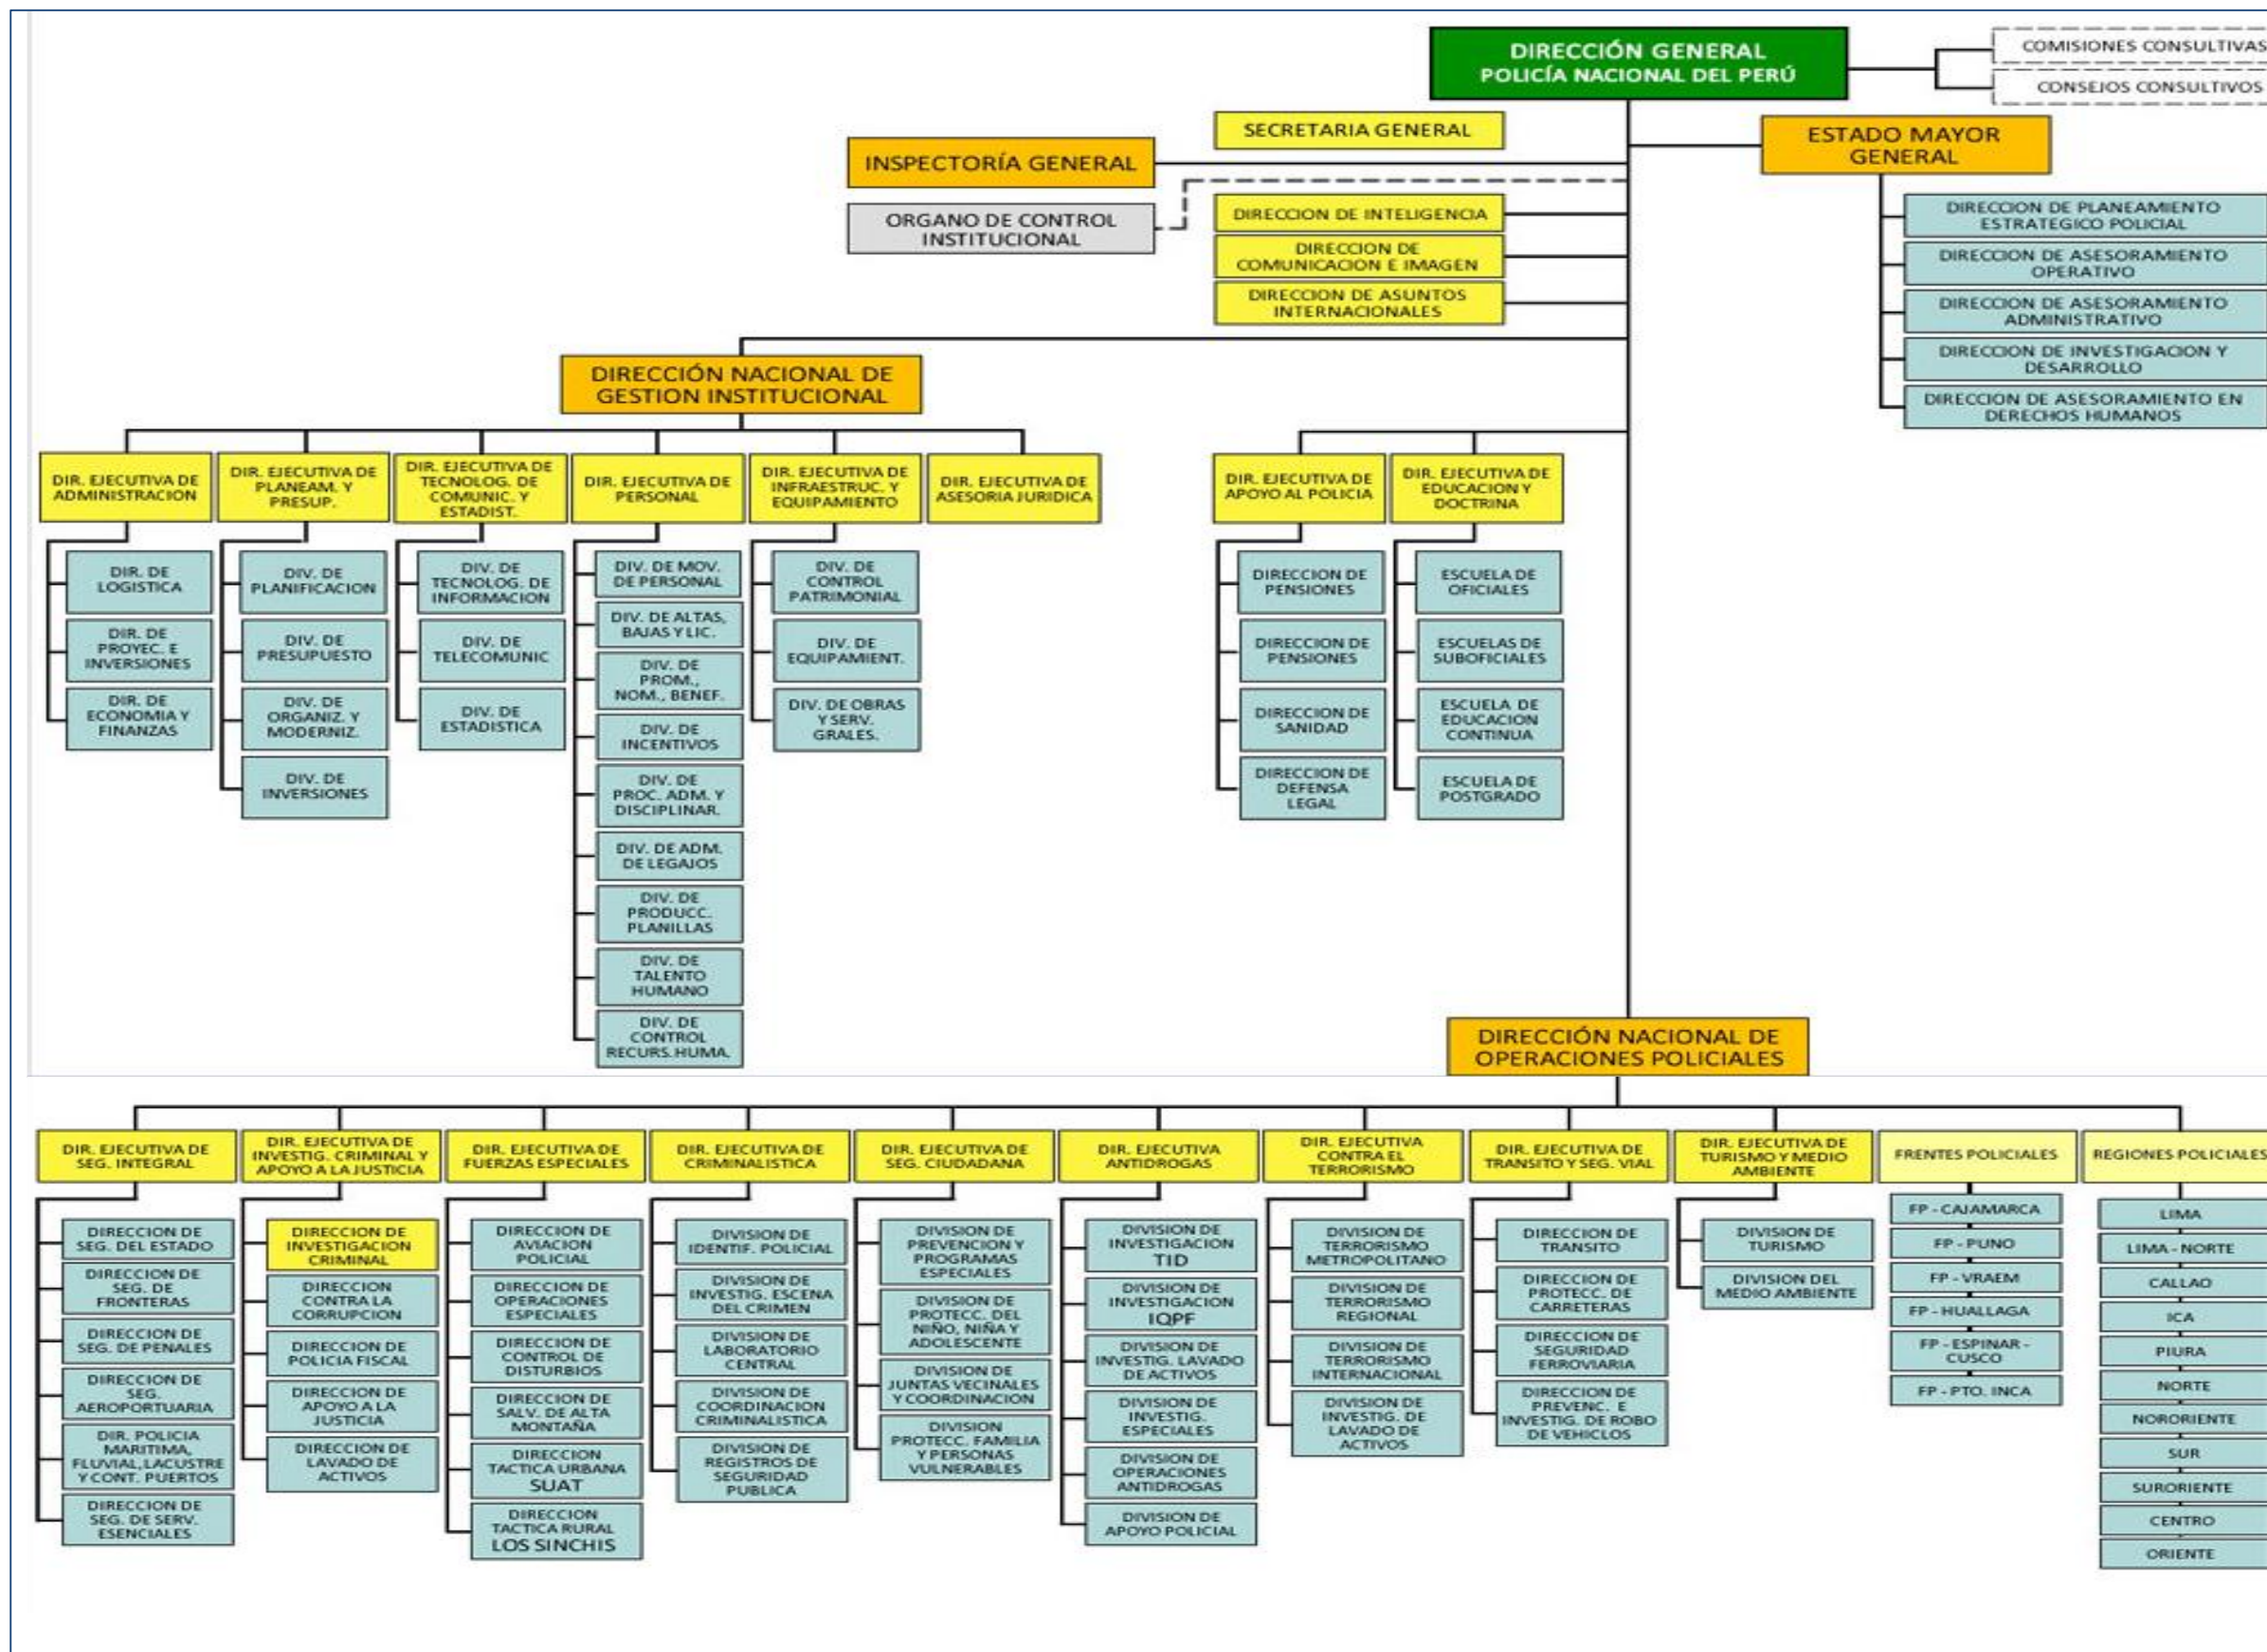 DIRECCIÓN GENERAL
POLICÍA NACIONAL DEL PERÚ
COMISIONES CONSULTIVAS
CONSEJOS CONSULTIVOS
SECRETARIA GENERAL
INSPECTORÍA GENERAL
ORGANO DE CONTROL
INSTITUCIONAL
DIRECCION DE INTELIGENCIA
DIRECCION DE
COMUNICACION E IMAGEN
DIRECCION DE ASUNTOS
INTERNACIONALES
ESTADO MAYOR
GENERAL
DIRECCION DE PLANEAMIENTO
ESTRATEGICO POLICIAL
DIRECCION DE ASESORAMIENTO
OPERATIVO
DIRECCION DE ASESORAMIENTO
ADMINISTRATIVO
DIRECCION DE INVESTIGACION Y
DESARROLLO
DIRECCION DE ASESORAMIENTO EN
DERECHOS HUMANOS
DIRECCIÓN NACIONAL DE
GESTION INSTITUCIONAL
DIR. EJECUTIVA DE
ADMINISTRACION
DIR. DE
LOGISTICA
DIR. DE
PROYEC. E
INVERSIONES
DIR. DE
ECONOMIA Y
FINANZAS
DIR. EJECUTIVA DE
PLANEAM. Y
PRESUP.
DIV. DE
PLANIFICACION
DIV. DE
PRESUPUESTO
DIV. DE
ORGANIZ. Y
MODERNIZ.
DIV. DE
INVERSIONES
DIR. EJECUTIVA DE
TECNOLOG. DE
COMUNIC. Y
ESTADIST.
DIV. DE
TECNOLOG. DE
INFORMACION
DIV. DE
TELECOMUNIC
DIV. DE
ESTADISTICA
DIR. EJECUTIVA DE
PERSONAL
DIV. DE MOV.
DE PERSONAL
DIV. DE ALTAS,
BAJAS Y LIC.
DIV. DE
PROM.,
NOM., BENEF.
DIV. DE
INCENTIVOS
DIV. DE
PROC. ADM. Y
DISCIPLINAR.
DIV. DE ADM.
DE LEGAJOS
DIV. DE
PRODUCC.
PLANILLAS
DIV. DE
TALENTO
HUMANO
DIV. DE
CONTROL
RECURS.HUMA.
DIR. EJECUTIVA DE
INFRAESTRUC. Y
EQUIPAMIENTO
DIV. DE
CONTROL
PATRIMONIAL
DIV. DE
EQUIPAMIENT.
DIV. DE OBRAS
Y SERV.
GRALES.
DIR. EJECUTIVA DE
ASESORIA JURIDICA
DIR. EJECUTIVA DE
APOYO AL POLICIA
DIRECCION DE
PENSIONES
DIRECCION DE
PENSIONES
DIRECCION DE
SANIDAD
DIRECCION DE
DEFENSA
LEGAL
DIR. EJECUTIVA DE
EDUCACION Y
DOCTRINA
ESCUELA DE
OFICIALES
ESCUELAS DE
SUBOFICIALES
ESCUELA DE
EDUCACION
CONTINUA
ESCUELA DE
POSTGRADO
DIRECCIÓN NACIONAL DE
OPERACIONES POLICIALES
DIR. EJECUTIVA DE
SEG. INTEGRAL
DIRECCION DE
SEG. DEL ESTADO
DIRECCION DE
SEG. DE
FRONTERAS
DIRECCION DE
SEG. DE PENALES
DIRECCION DE
SEG.
AEROPORTUARIA
DIR. POLICIA
MARITIMA,
FLUVIAL,LACUSTRE
Y CONT. PUERTOS
DIRECCION DE
SEG. DE SERV.
ESENCIALES
DIR. EJECUTIVA DE
INVESTIG. CRIMINAL Y
APOYO A LA JUSTICIA
DIRECCION DE
INVESTIGACION
CRIMINAL
DIRECCION
CONTRA LA
CORRUPCION
DIRECCION DE
POLICIA FISCAL
DIRECCION DE
APOYO A LA
JUSTICIA
DIRECCION DE
LAVADO DE
ACTIVOS
DIR. EJECUTIVA DE
FUERZAS ESPECIALES
DIRECCION DE
AVIACION
POLICIAL
DIRECCION DE
OPERACIONES
ESPECIALES
DIRECCION DE
CONTROL DE
DISTURBIOS
DIRECCION DE
SALV. DE ALTA
MONTAÑA
DIRECCION
TACTICA URBANA
SUAT
DIRECCION
TACTICA RURAL
LOS SINCHIS
DIR. EJECUTIVA DE
CRIMINALISTICA
DIVISION DE
IDENTIF. POLICIAL
DIVISION DE
INVESTIG. ESCENA
DEL CRIMEN
DIVISION DE
LABORATORIO
CENTRAL
DIVISION DE
COORDINACION
CRIMINALISTICA
DIVISION DE
REGISTROS DE
SEGURIDAD
PUBLICA
DIR. EJECUTIVA DE
SEG. CIUDADANA
DIVISION DE
PREVENCION Y
PROGRAMAS
ESPECIALES
DIVISION DE
PROTECC. DEL
NIÑO, NIÑA Y
ADOLESCENTE
DIVISION DE
JUNTAS VECINALES
Y COORDINACION
DIVISION
PROTECC. FAMILIA
Y PERSONAS
VULNERABLES
DIR. EJECUTIVA
ANTIDROGAS
DIVISION DE
INVESTIGACION
TID
DIVISION DE
INVESTIGACION
IQPF
DIVISION DE
INVESTIG. LAVADO
DE ACTIVOS
DIVISION DE
INVESTIG.
ESPECIALES
DIVISION DE
OPERACIONES
ANTIDROGAS
DIVISION DE
APOYO POLICIAL
DIR. EJECUTIVA
CONTRA EL
TERRORISMO
DIVISION DE
TERRORISMO
METROPOLITANO
DIVISION DE
TERRORISMO
REGIONAL
DIVISION DE
TERRORISMO
INTERNACIONAL
DIVISION DE
INVESTIG. DE
LAVADO DE
ACTIVOS
DIR. EJECUTIVA DE
TRANSITO Y SEG. VIAL
DIRECCION DE
TRANSITO
DIRECCION DE
PROTECC. DE
CARRETERAS
DIRECCION DE
SEGURIDAD
FERROVIARIA
DIRECCION DE
PREVENC. E
INVESTIG. DE ROBO
DE VEHICLOS
DIR. EJECUTIVA DE
TURISMO Y MEDIO
AMBIENTE
DIVISION DE
TURISMO
DIVISION DEL
MEDIO AMBIENTE
FRENTES POLICIALES
FP - CAJAMARCA
FP - PUNO
FP - VRAEM
FP - HUALLAGA
FP - ESPINAR -
CUSCO
FP - PTO. INCA
REGIONES POLICIALES
LIMA
LIMA - NORTE
CALLAO
ICA
PIURA
NORTE
NORORIENTE
SUR
SURORIENTE
CENTRO
ORIENTE